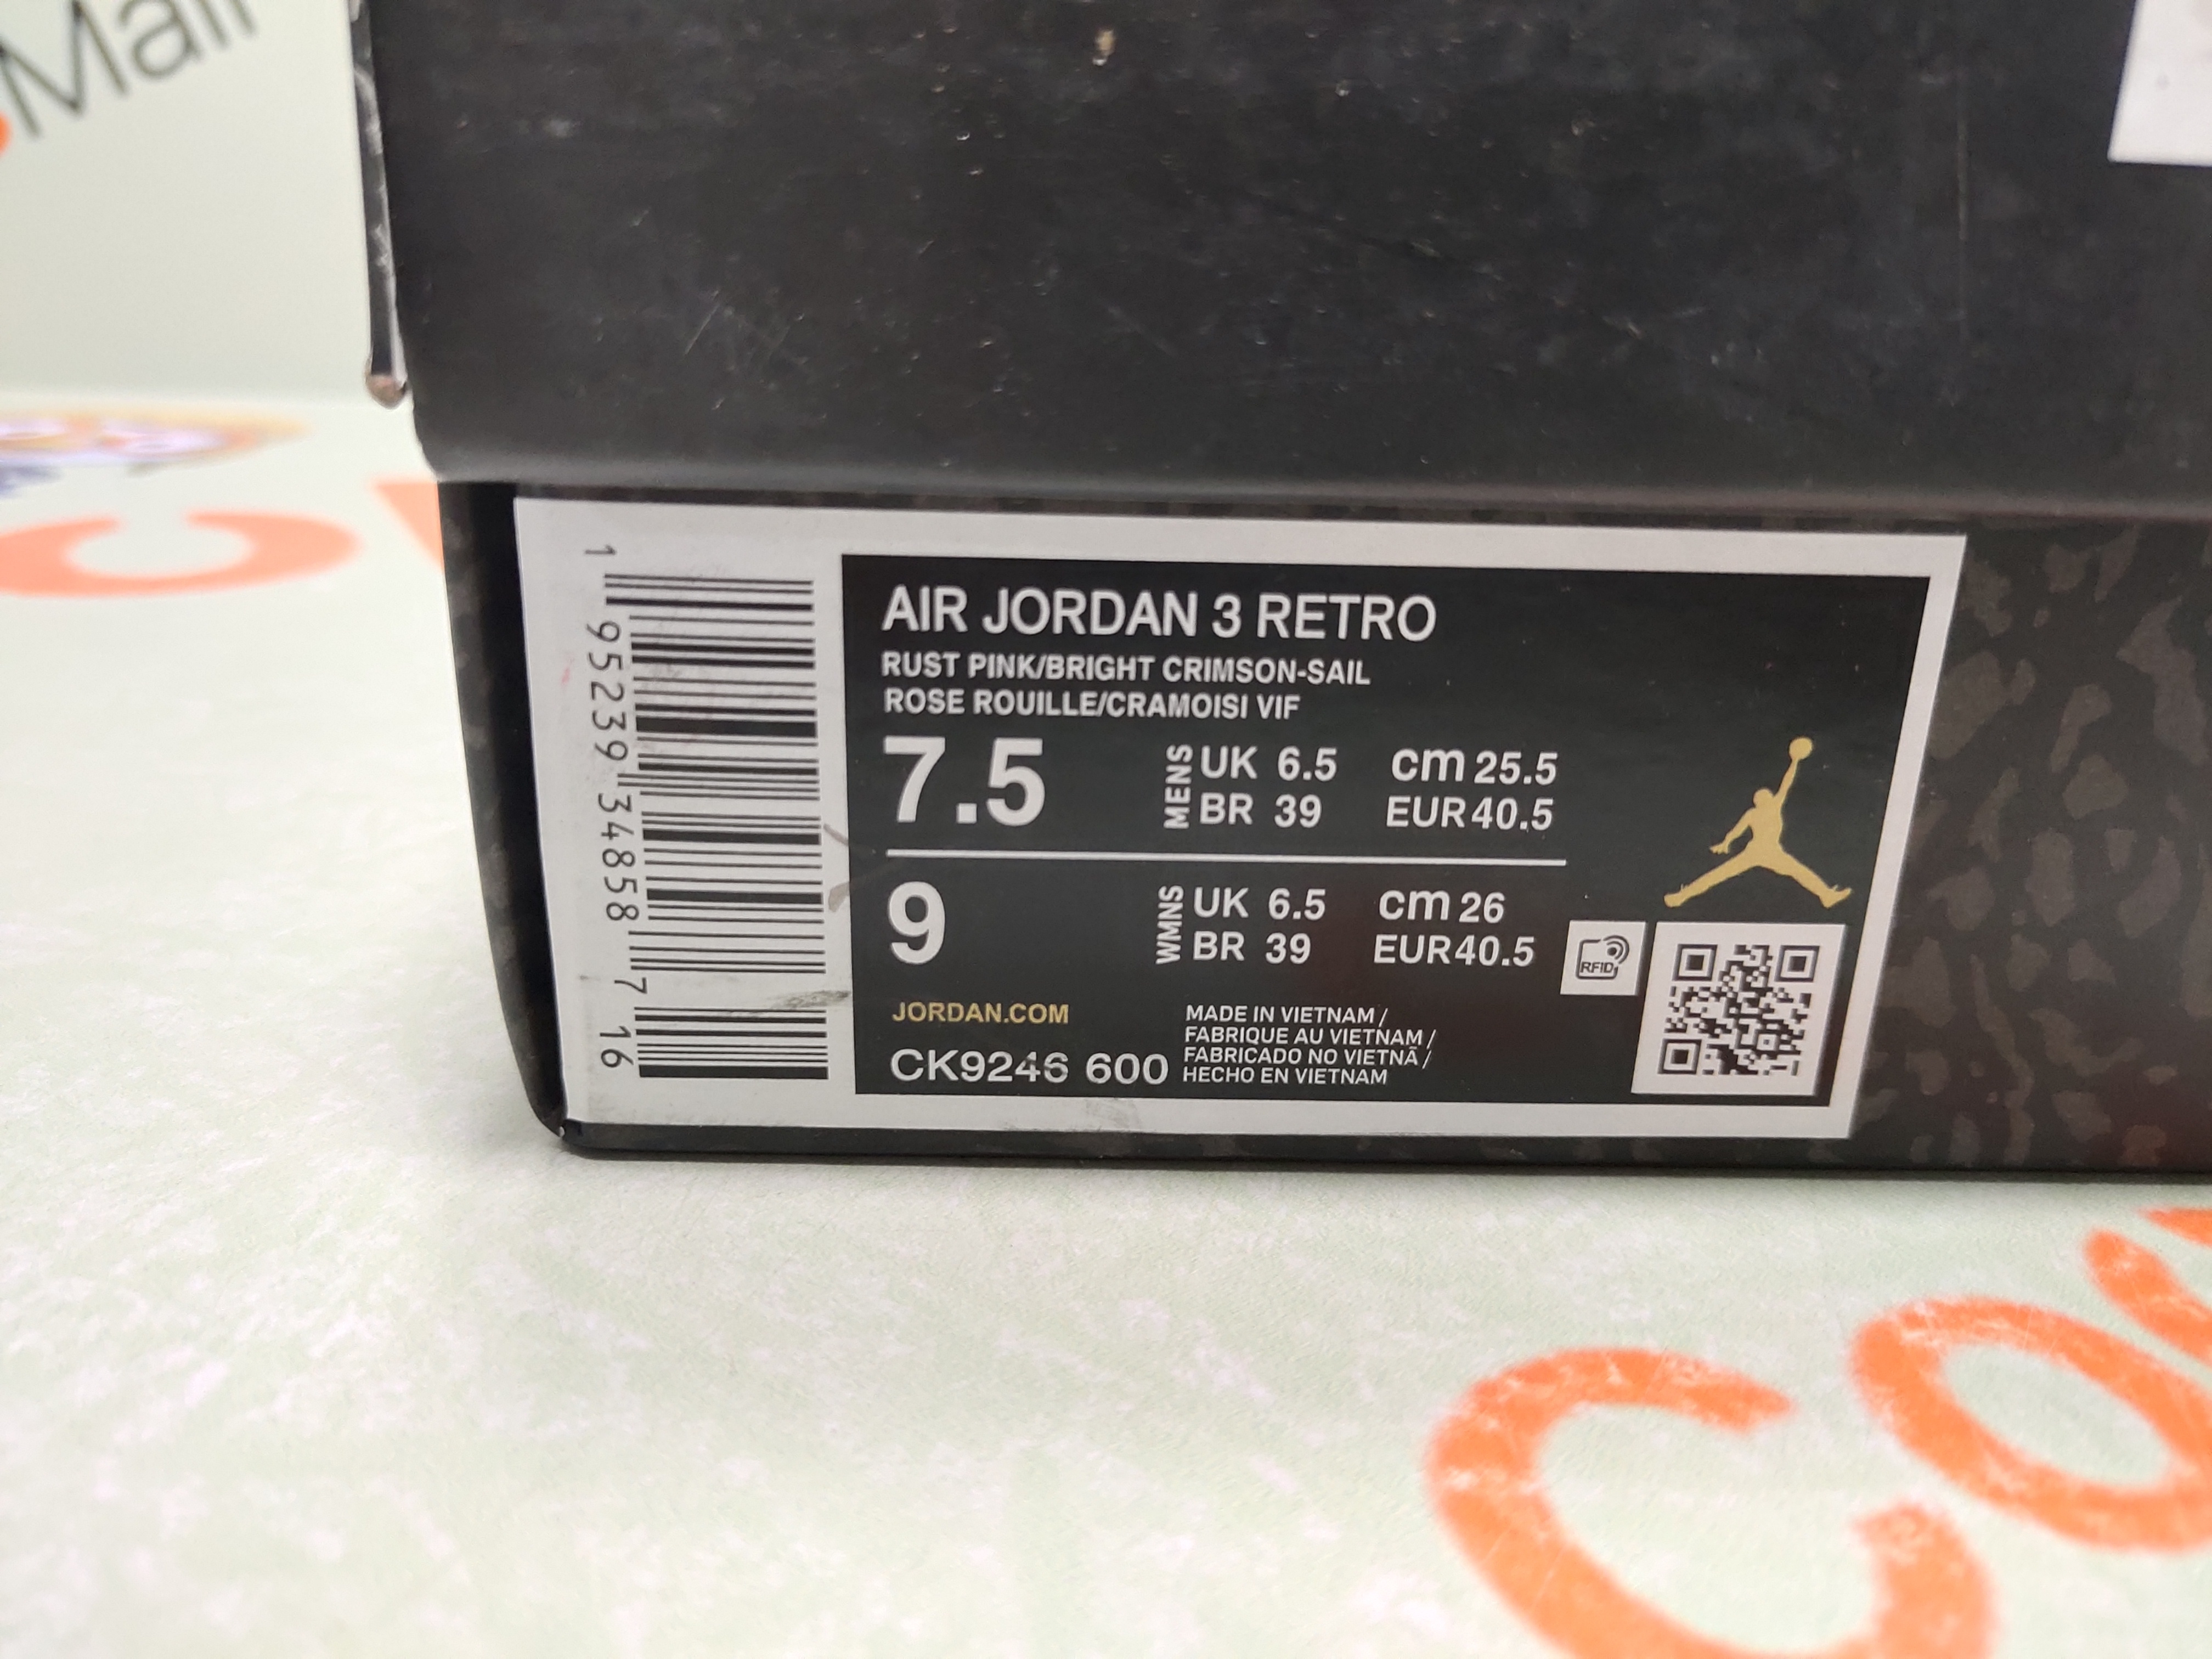 Mall
1 95239 34858 7 16
AIR JORDAN 3 RETRO
RUST PINK/BRIGHT CRIMSON-SAIL
ROSE ROUILLE/CRAMOISI VIF
7.5 MENS UK 6.5 cm 25.5
BR 39 EUR 40.5
9 WMNS UK 6.5 cm 26
BR 39 EUR 40.5
RFID
JORDAN.COM
CK9246 600
MADE IN VIETNAM /
FABRIQUE AU VIETNAM /
FABRICADO NO VIETNÃ /
HECHO EN VIETNAM